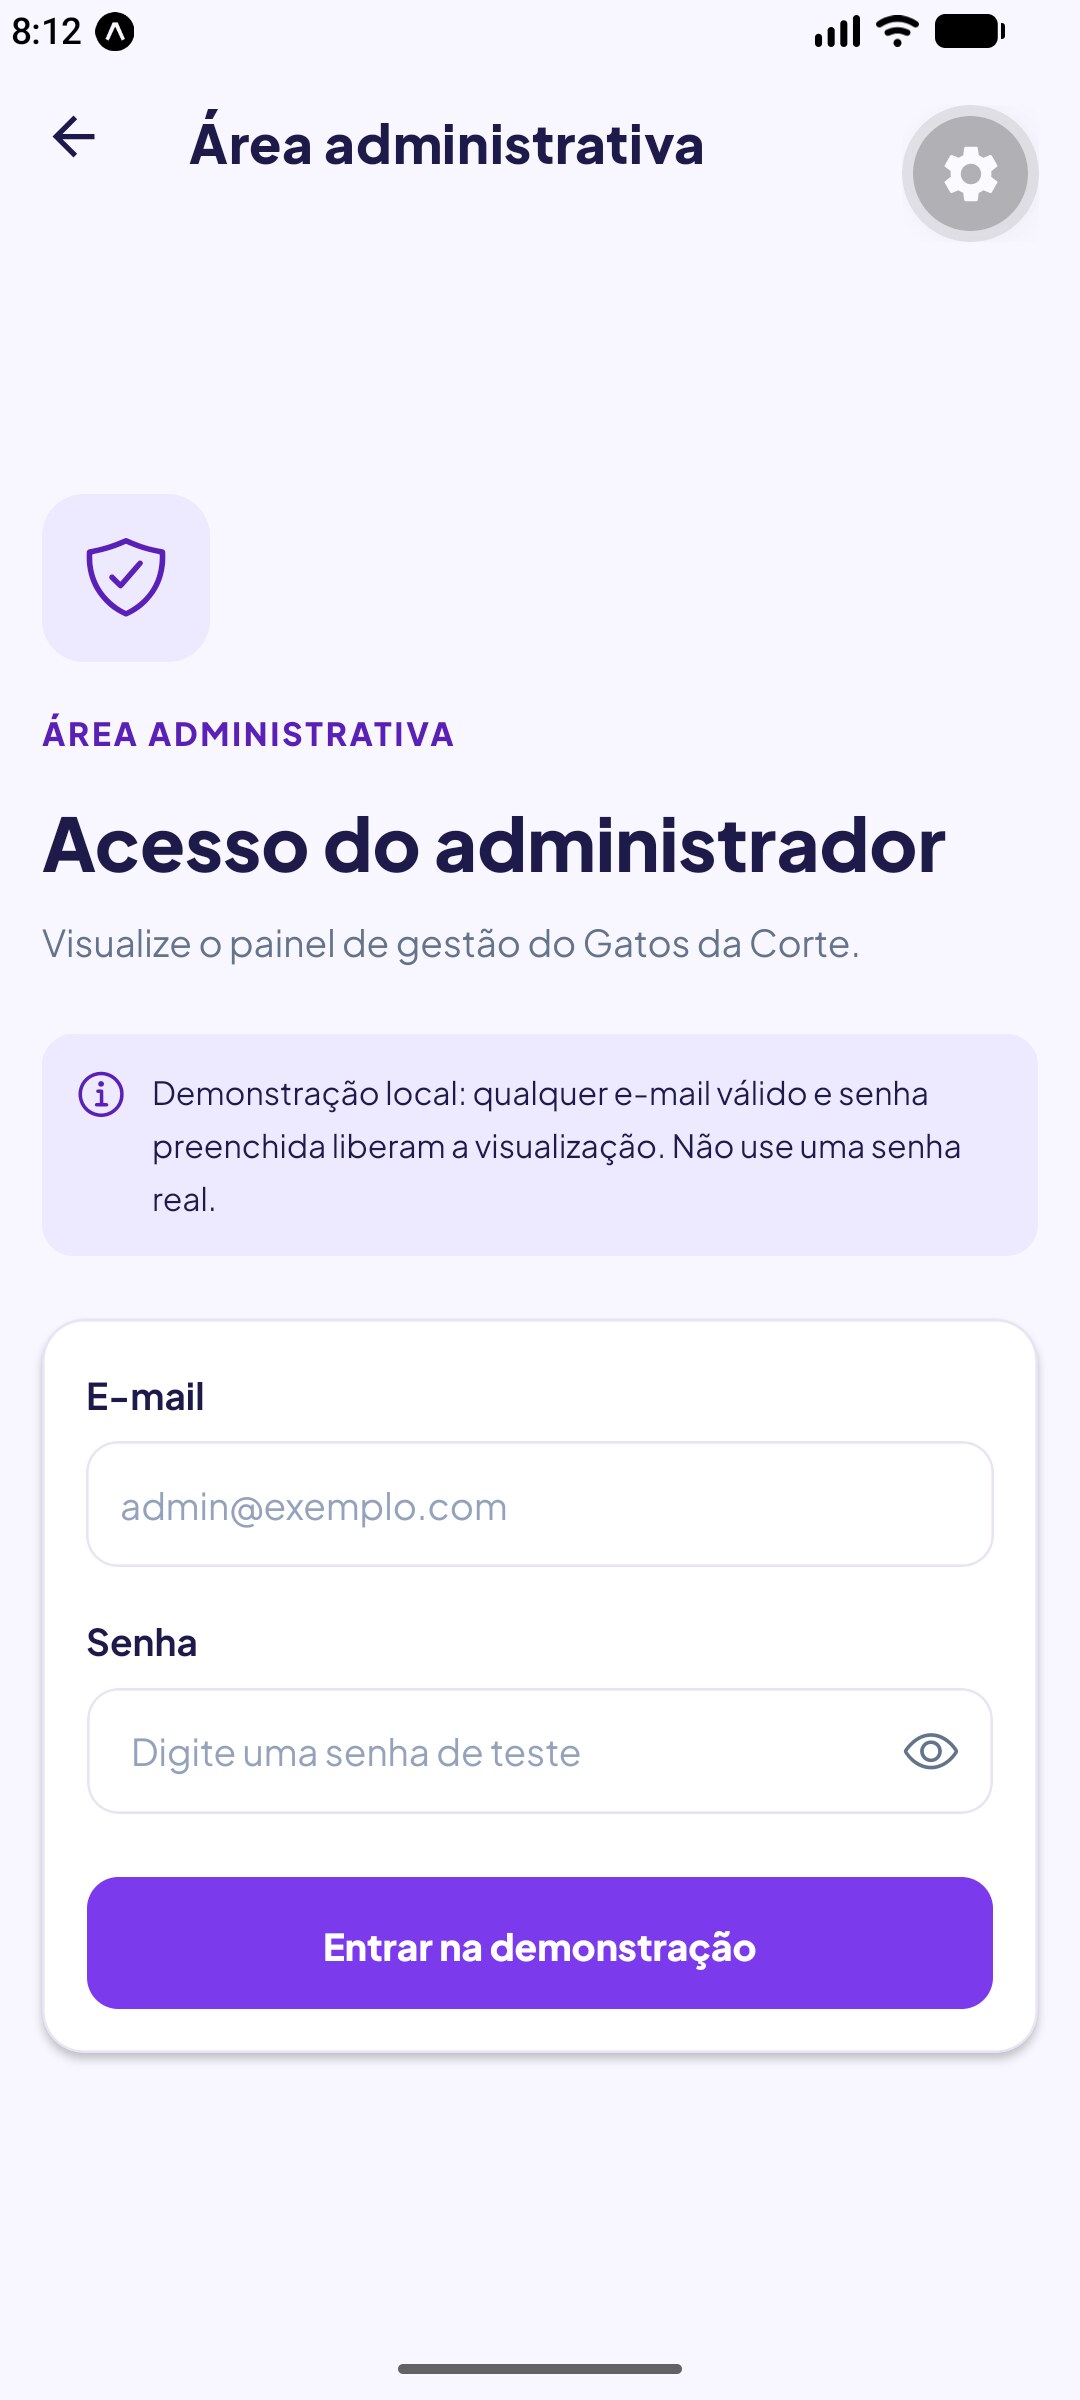 8:12
Área administrativa
ÁREA ADMINISTRATIVA
Acesso do administrador
Visualize o painel de gestão do Gatos da Corte.
Demonstração local: qualquer e-mail válido e senha
preenchida liberam a visualização. Não use uma senha
real.
E-mail
admin@exemplo.com
Senha
Digite uma senha de teste
Entrar na demonstração